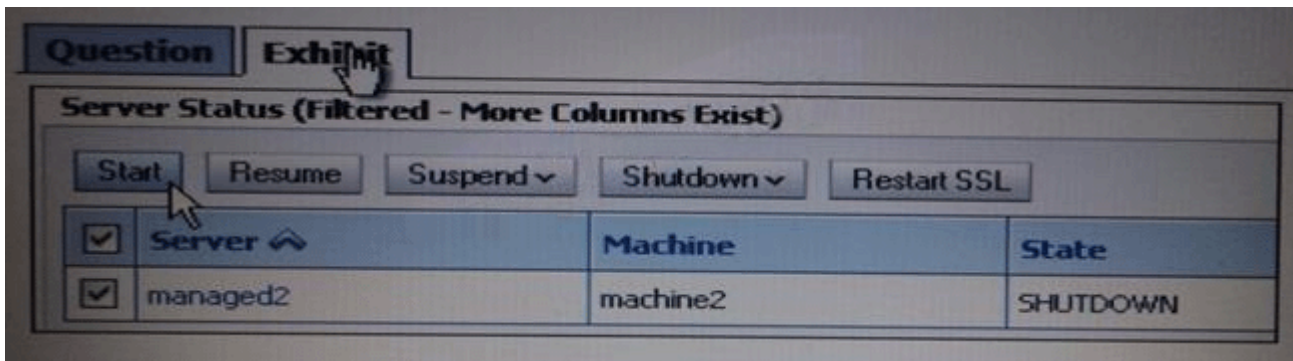 Question Exhibit
Server Status (Filtered - More Columns Exist)
Start Resume Suspend Shutdown Restart SSL
Server Machine State
managed2 machine2 SHUTDOWN